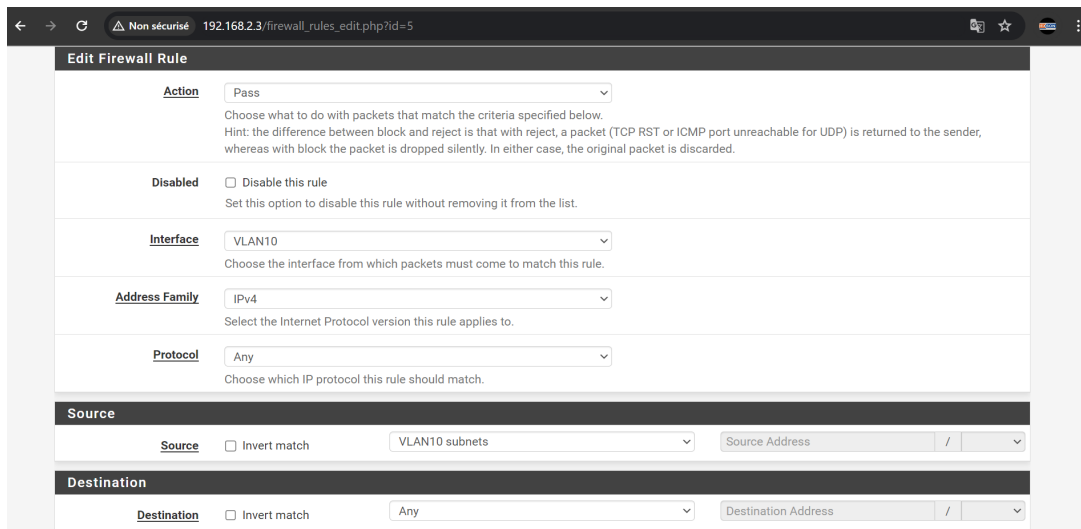 Non sécurisé 192.168.2.3/firewall_rules_edit.php?id=5
Edit Firewall Rule
Action Pass
Choose what to do with packets that match the criteria specified below.
Hint: the difference between block and reject is that with reject, a packet (TCP RST or ICMP port unreachable for UDP) is returned to the sender,
whereas with block the packet is dropped silently. In either case, the original packet is discarded.
Disabled Disable this rule
Set this option to disable this rule without removing it from the list.
Interface VLAN10
Choose the interface from which packets must come to match this rule.
Address Family IPv4
Select the Internet Protocol version this rule applies to.
Protocol Any
Choose which IP protocol this rule should match.
Source
Source Invert match VLAN10 subnets Source Address /
Destination
Destination Invert match Any Destination Address /